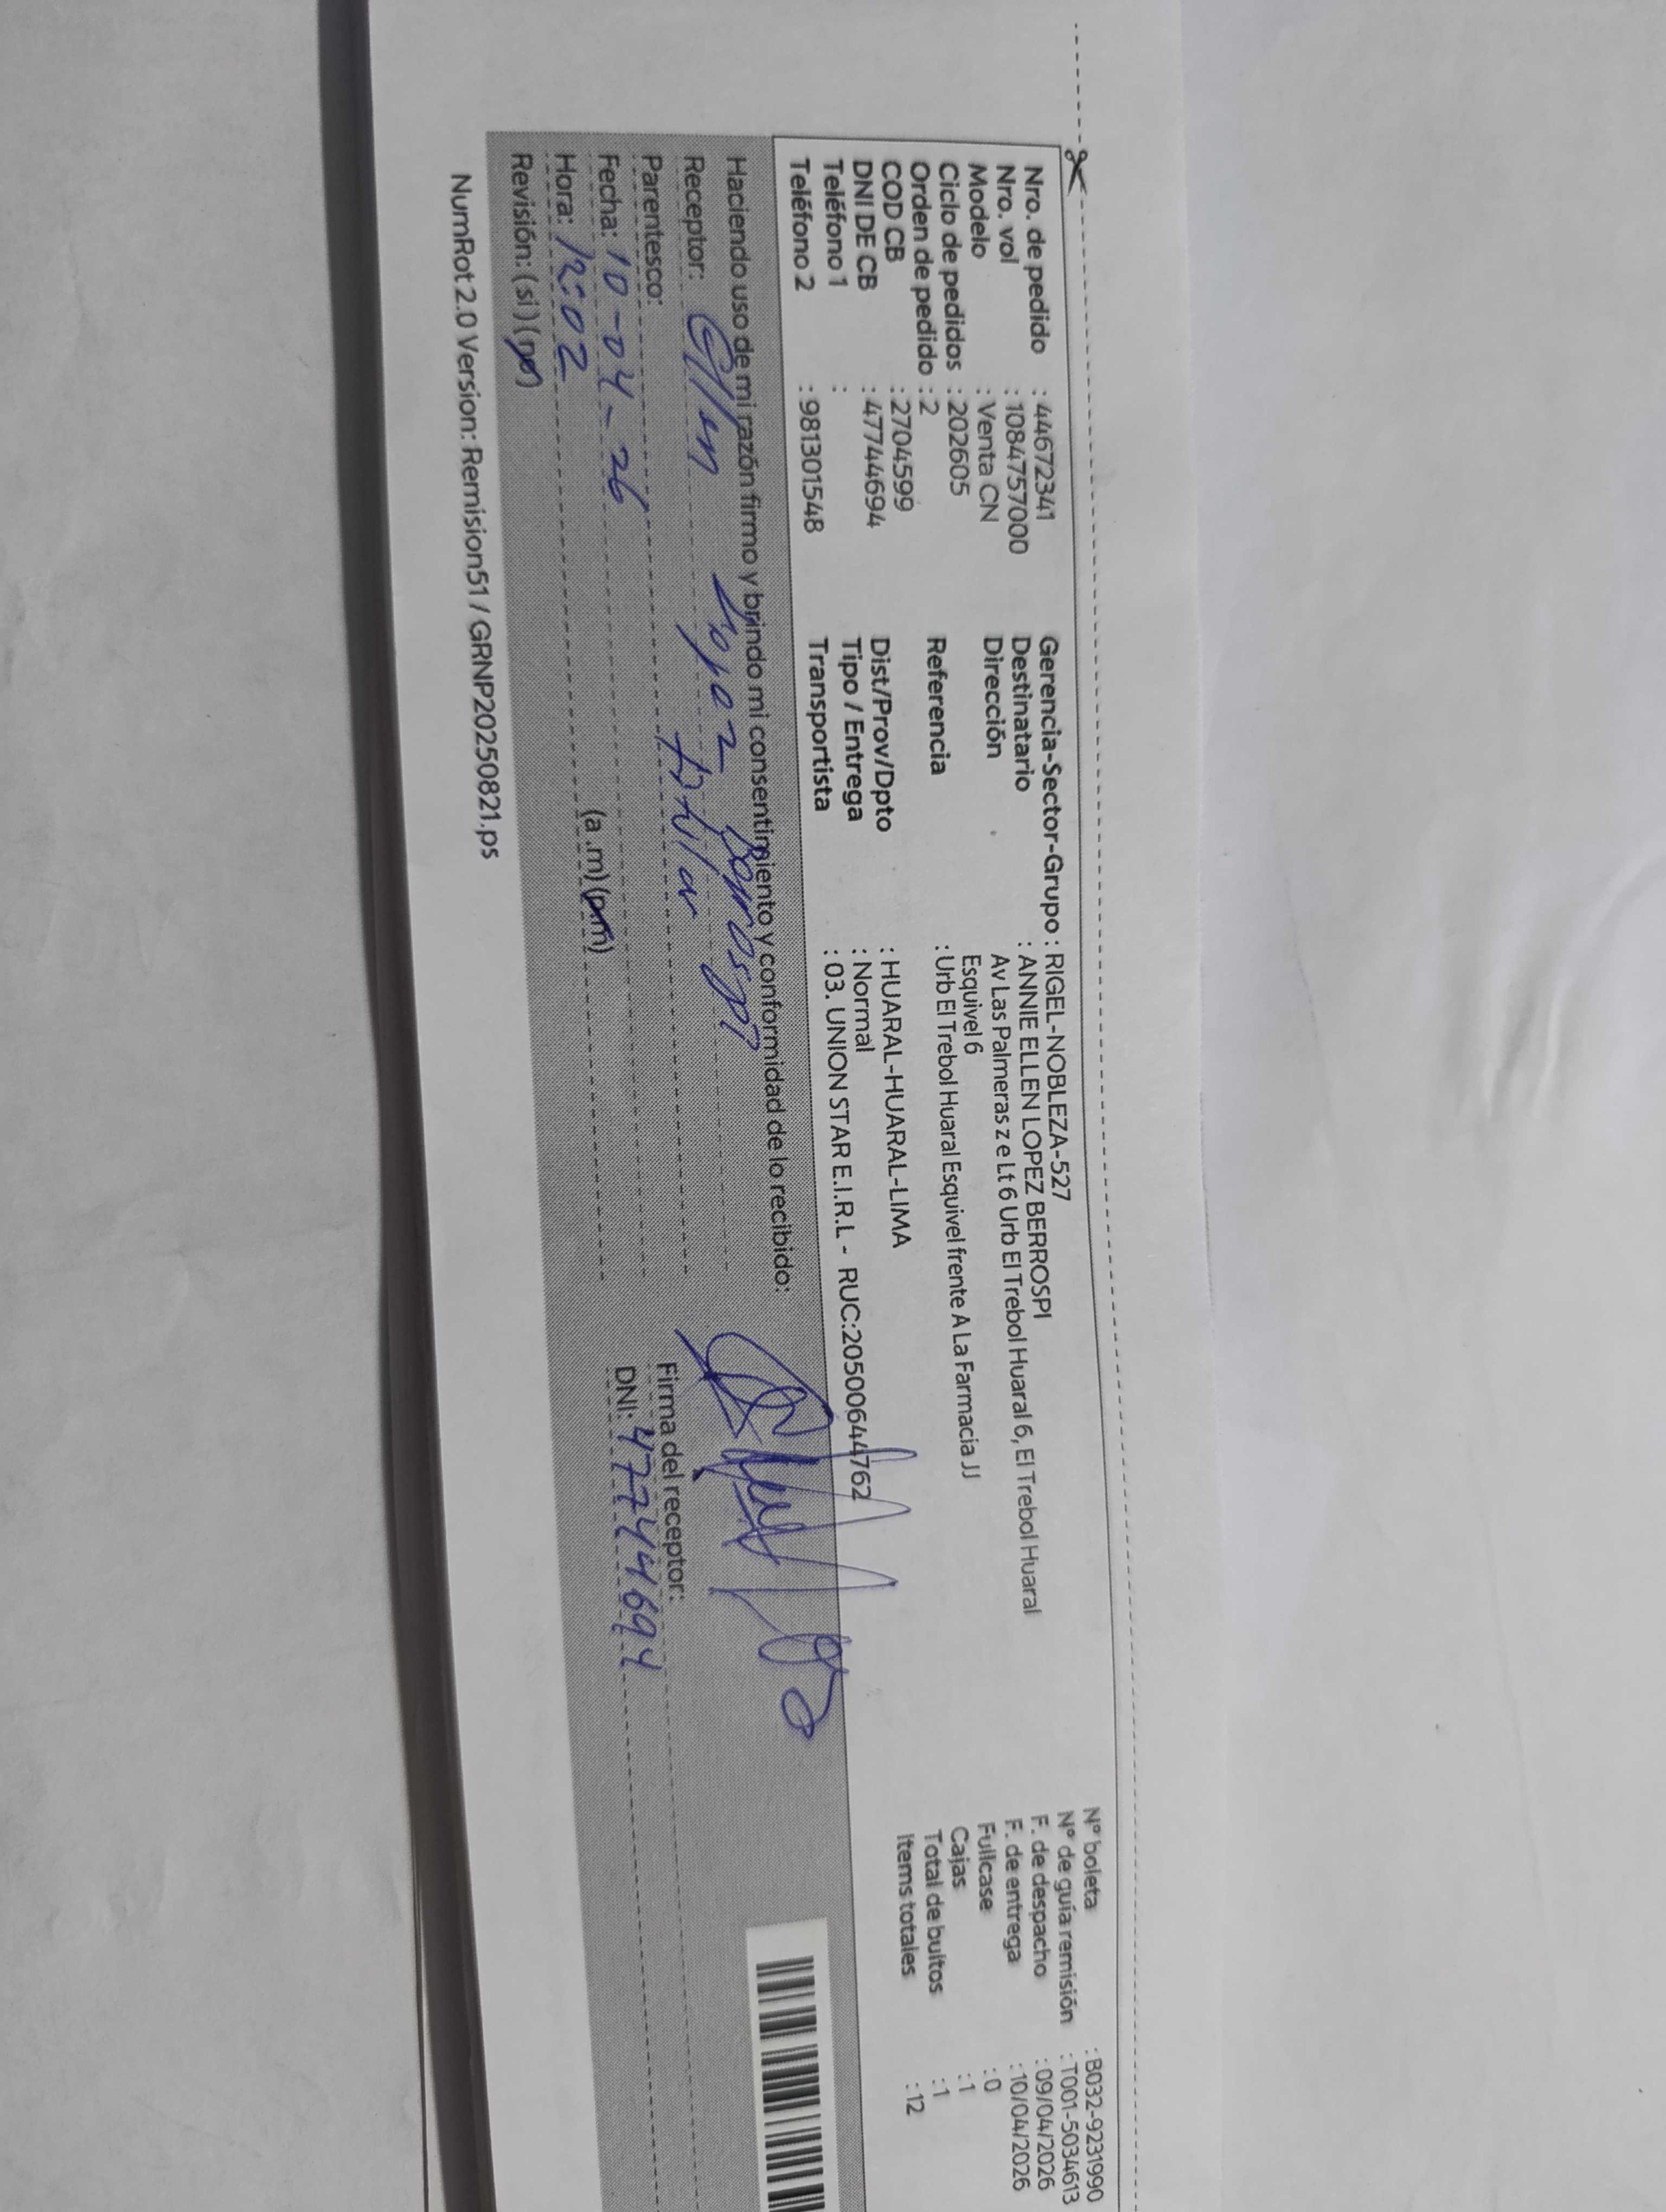 Nro. de pedido : 44672341
Nro. vol : 1084757000
Modelo : Venta CN
Ciclo de pedidos : 202605
Orden de pedido : 2
COD CB : 2704599
DNI DE CB : 47744694
Teléfono 1 :
Teléfono 2 : 981301548
Gerencia-Sector-Grupo : RIGEL-NOBLEZA-527
Destinatario : ANNIE ELLEN LOPEZ BERROSPI
Dirección Av Las Palmeras z e Lt 6 Urb El Trebol Huaral 6, El Trebol Huaral
Esquivel 6
Referencia : Urb El Trebol Huaral Esquivel frente A La Farmacia JJ
Dist/Prov/Dpto : HUARAL-HUARAL-LIMA
Tipo / Entrega : Normal
Transportista : 03. UNION STAR E.I.R.L - RUC:20500644762
N° boleta : B032-9231990
N° de guía remisión : T001-5034613
F. de despacho : 09/04/2026
F. de entrega : 10/04/2026
Fullcase : 0
Cajas : 1
Total de bultos : 1
Items totales : 12
Haciendo uso de mi razón firmo y brindo mi consentimiento y conformidad de lo recibido:
Receptor: Ellen Lopez Berrospi
Parentesco: titular
Fecha: 10-04-26
Hora: 12:02 (a.m) (pm)
Revisión: (si) (no)
Firma del receptor:
DNI: 47744694
NumRot 2.0 Version: Remision51 / GRNP20250821.ps